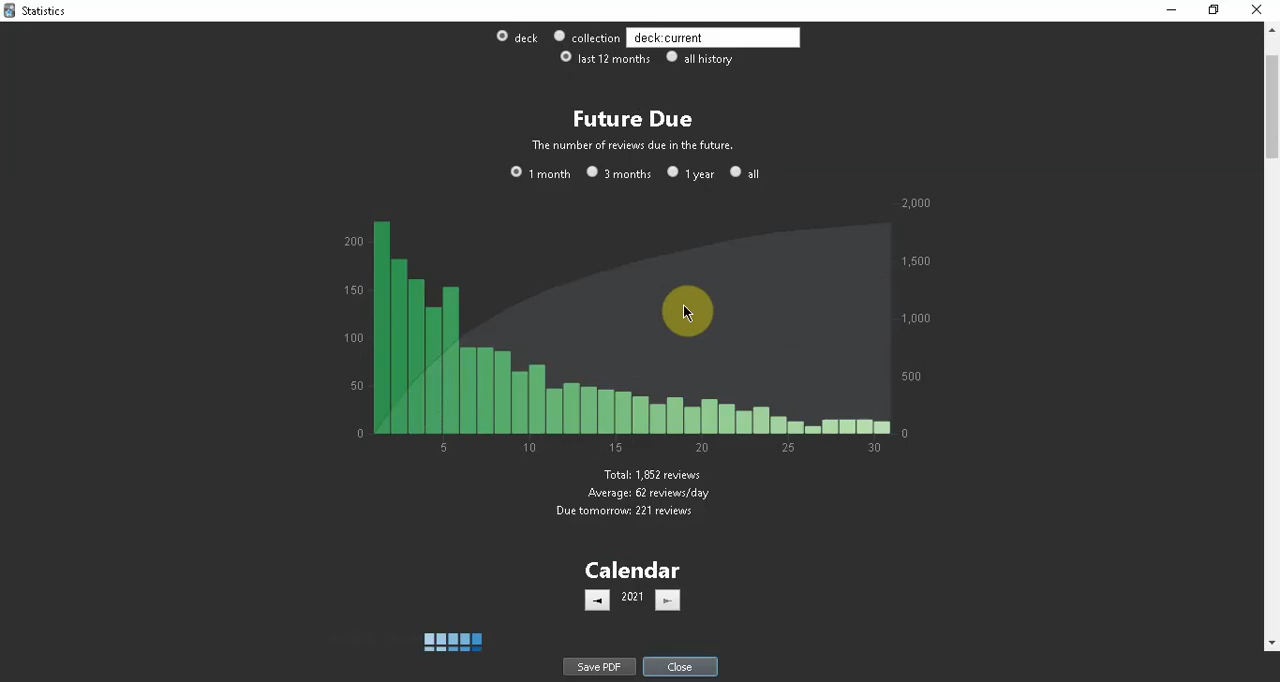 Statistics
deck collection deck:current
last 12 months all history
Future Due
The number of reviews due in the future.
1 month 3 months 1 year all
2,000
200
1,500
150
1,000
100
500
50
0 0
5 10 15 20 25 30
Total: 1,852 reviews
Average: 62 reviews/day
Due tomorrow: 221 reviews
Calendar
2021
Save PDF Close